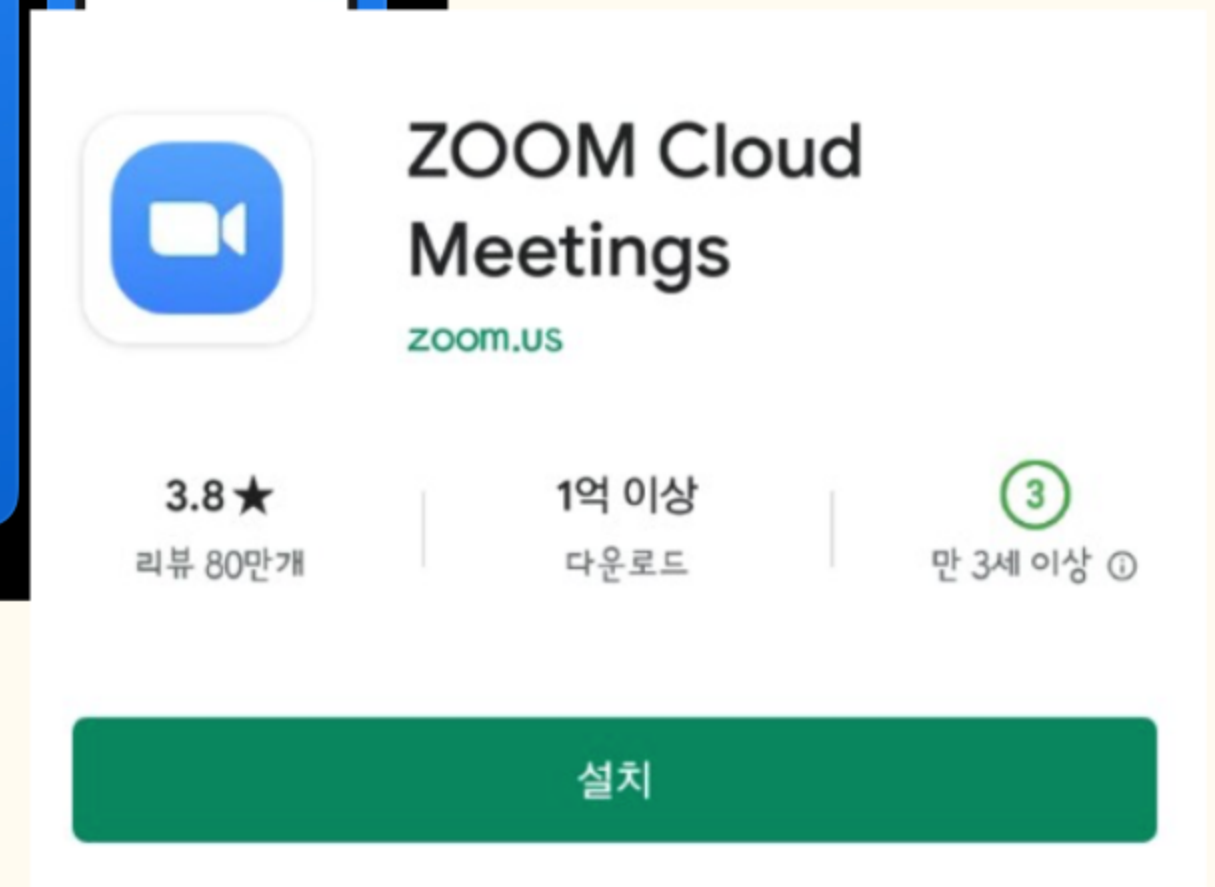 ZOOM Cloud
Meetings
zoom.us
3.8★
리뷰 80만개
1억 이상
다운로드
3
만 3세 이상 ⓘ
설치